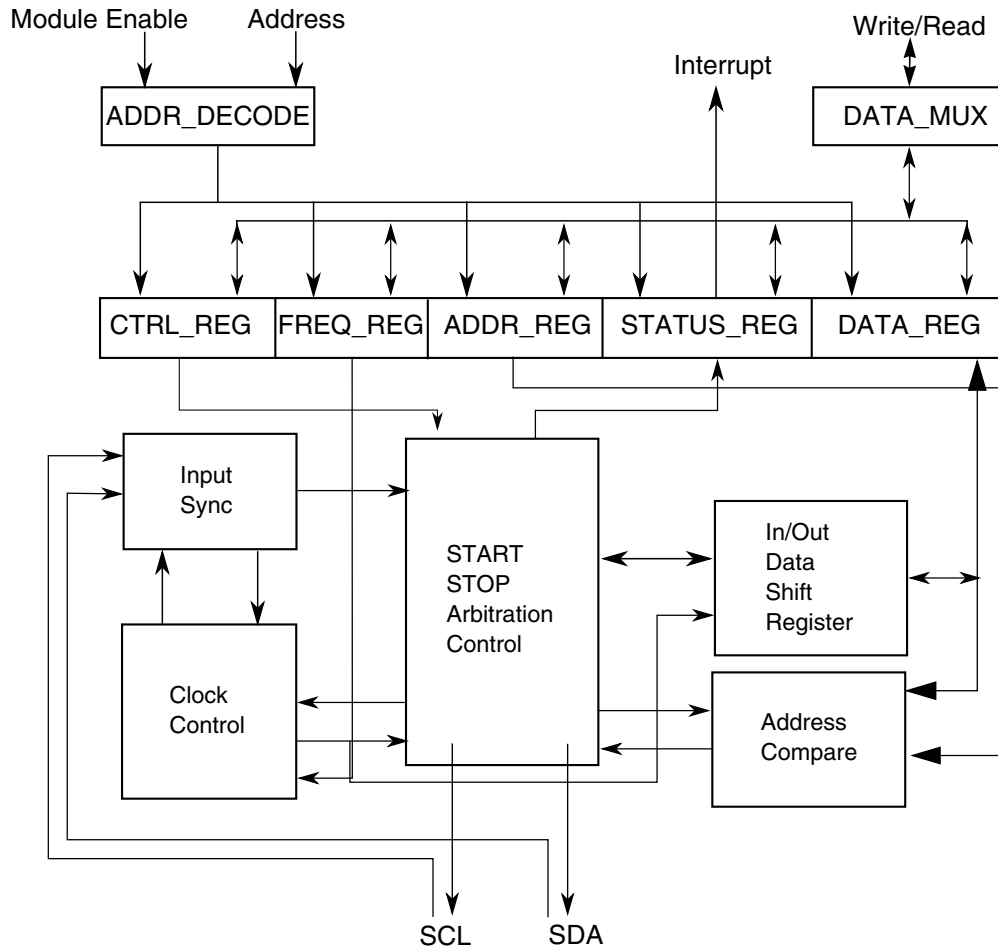 Module Enable
Address
Write/Read
Interrupt
ADDR_DECODE
DATA_MUX
CTRL_REG
FREQ_REG
ADDR_REG
STATUS_REG
DATA_REG
Input
Sync
START
STOP
Arbitration
Control
In/Out
Data
Shift
Register
Clock
Control
Address
Compare
SCL
SDA